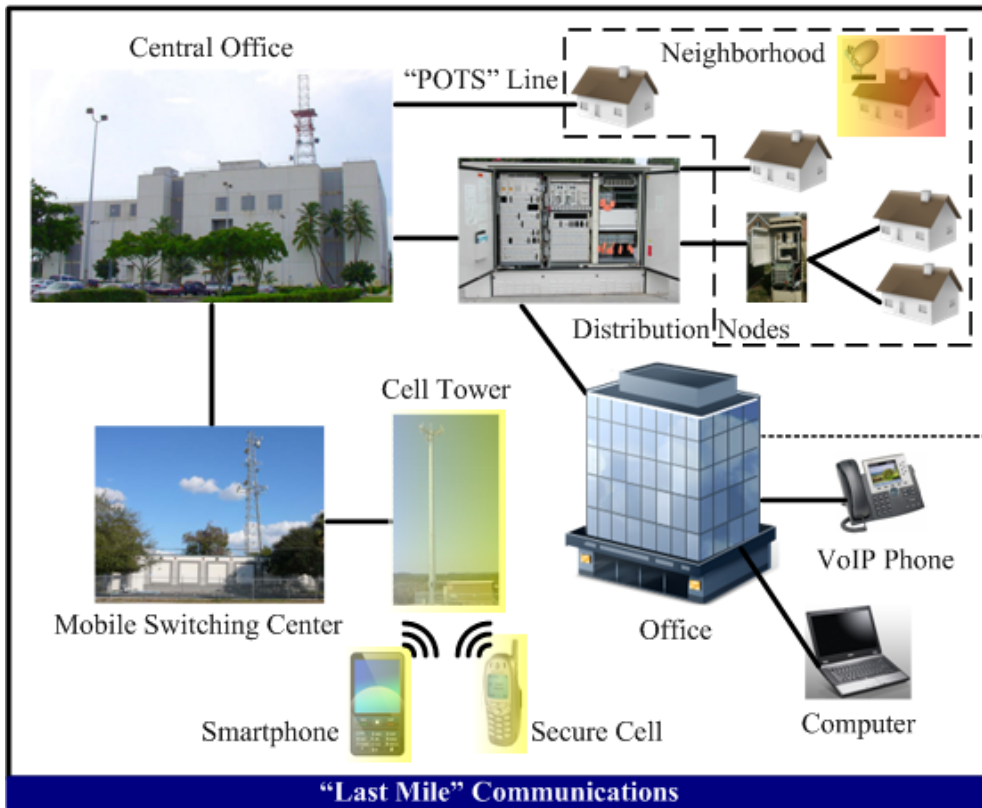 Central Office
Neighborhood
“POTS” Line
Distribution Nodes
Cell Tower
Mobile Switching Center
Office
VoIP Phone
Smartphone
Secure Cell
Computer
“Last Mile” Communications